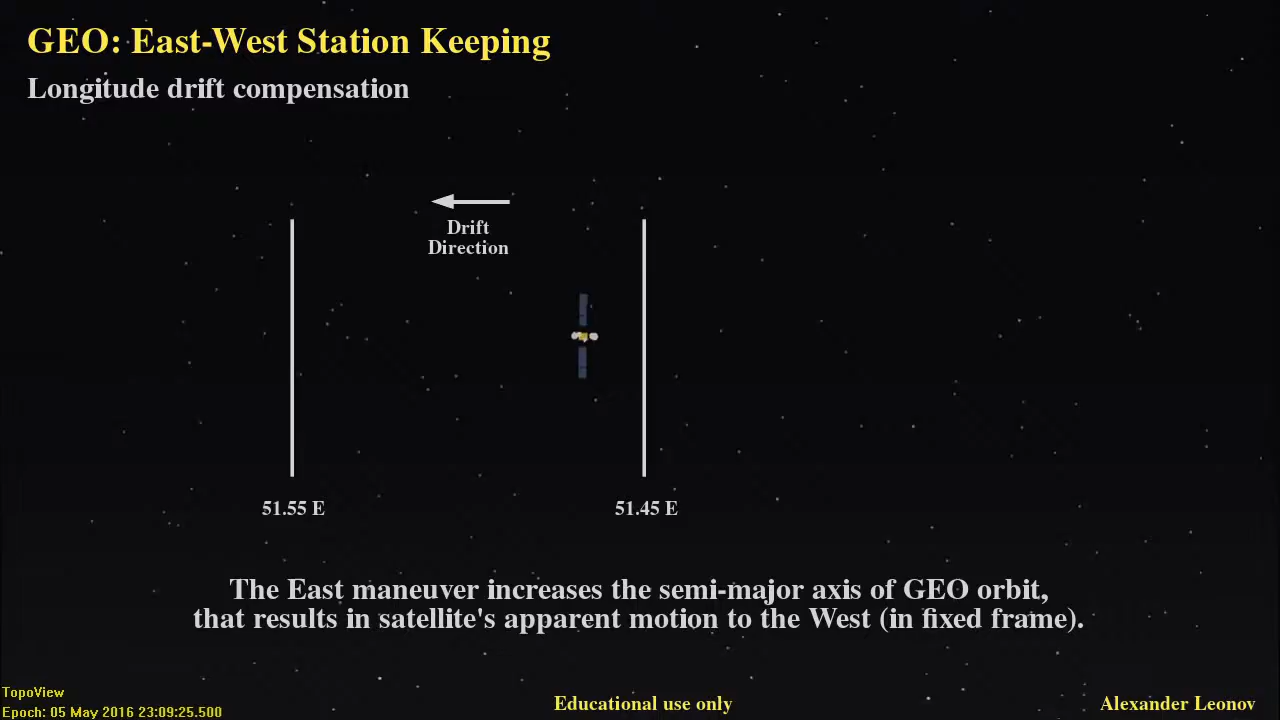 GEO: East-West Station Keeping
Longitude drift compensation
Drift
Direction
51.55 E
51.45 E
The East maneuver increases the semi-major axis of GEO orbit,
that results in satellite's apparent motion to the West (in fixed frame).
TopoView
Epoch: 05 May 2016 23:09:25.500
Educational use only
Alexander Leonov